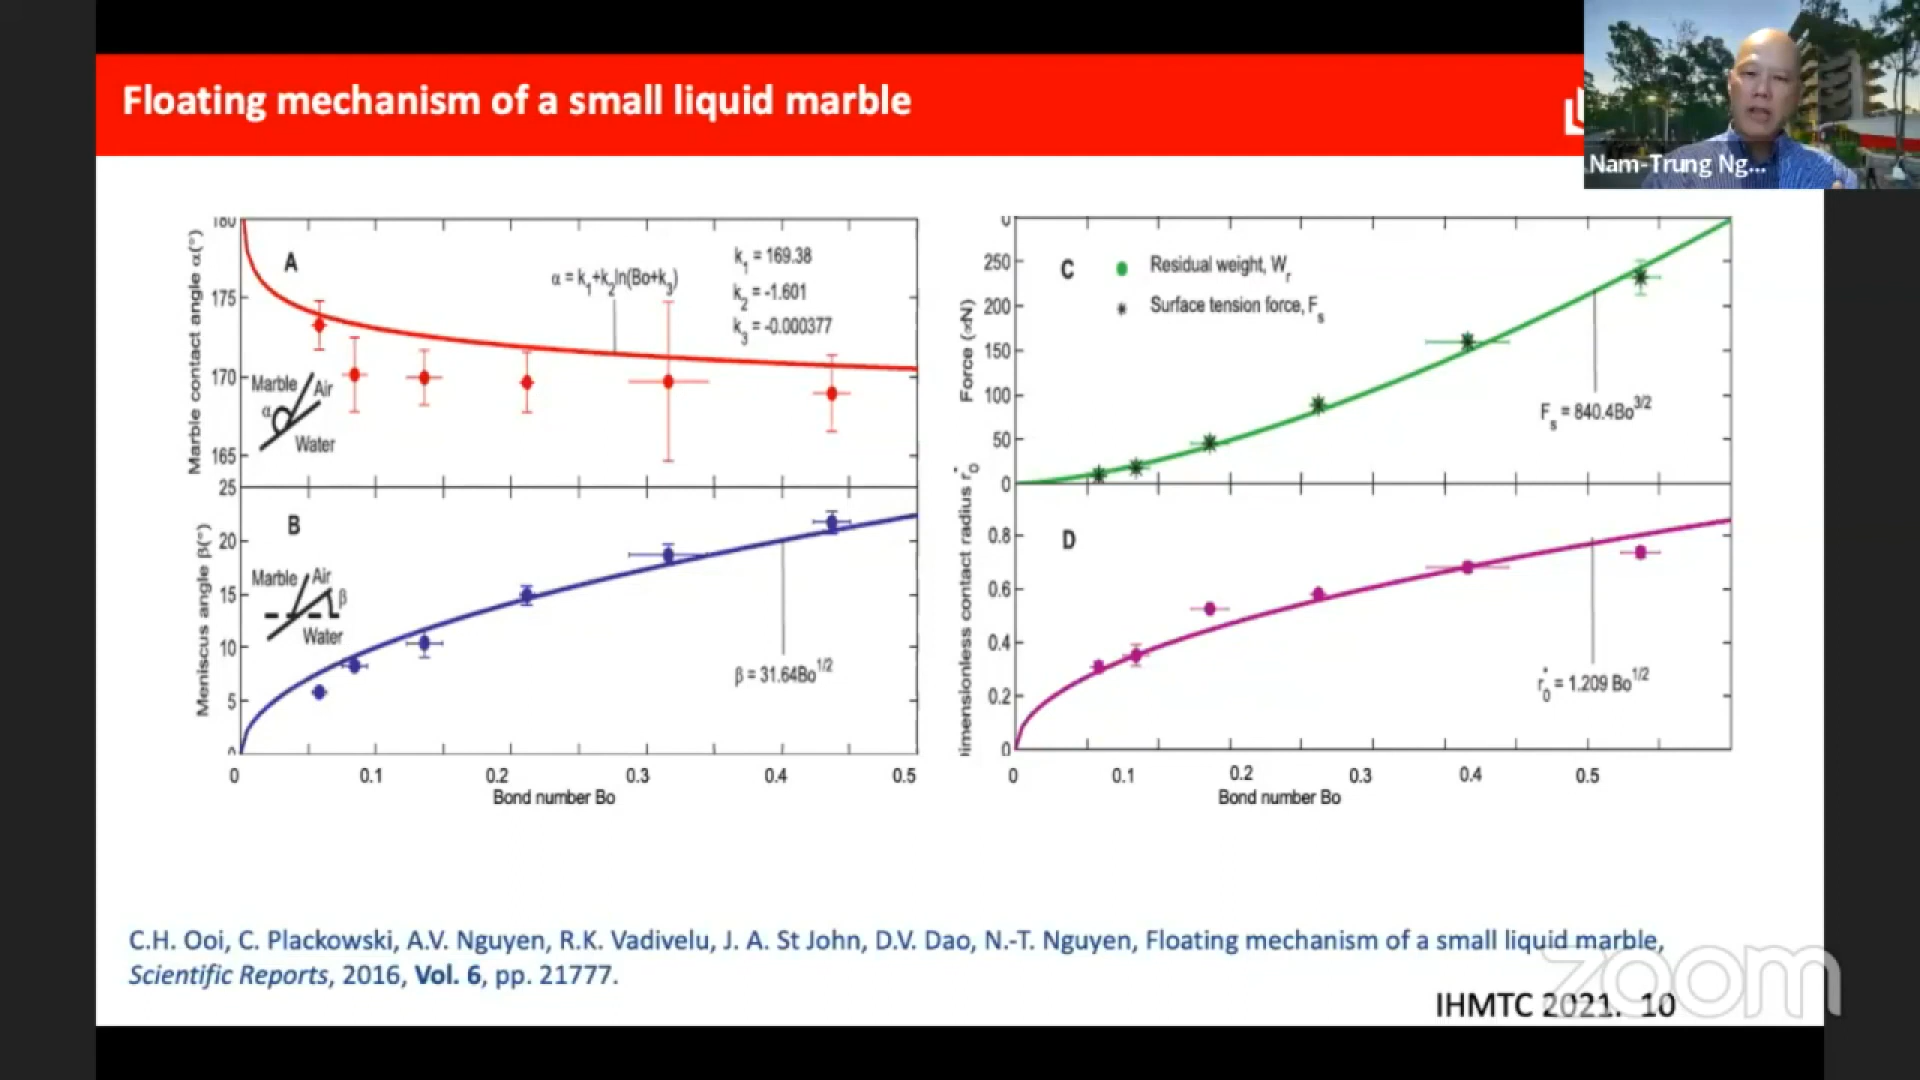 Floating mechanism of a small liquid marble
Nam-Trung Ng...
Marble contact angle α(°)
180
175
170
165
A
α = k₁+k₂ln(Bo+k₃)
k₁ = 169.38
k₂ = -1.601
k₃ = -0.000377
Marble
Air
α
Water
Meniscus angle β(°)
25
20
15
10
5
0
B
Marble
Air
β
Water
β = 31.64Bo^1/2
0 0.1 0.2 0.3 0.4 0.5
Bond number Bo
Force (∝N)
0
250
200
150
100
50
0
C
Residual weight, Wᵣ
Surface tension force, Fₛ
Fₛ = 840.4Bo^3/2
imensionless contact radius r₀*
0.8
0.6
0.4
0.2
0
D
r₀* = 1.209 Bo^1/2
0 0.1 0.2 0.3 0.4 0.5
Bond number Bo
C.H. Ooi, C. Plackowski, A.V. Nguyen, R.K. Vadivelu, J. A. St John, D.V. Dao, N.-T. Nguyen, Floating mechanism of a small liquid marble,
Scientific Reports, 2016, Vol. 6, pp. 21777.
IHMTC 2021. 10
zoom